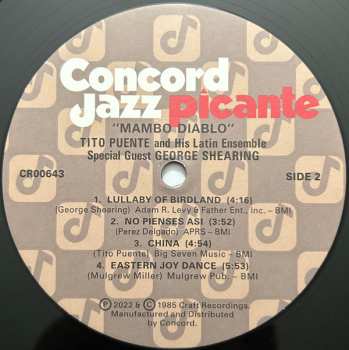 Concord
Jazz picante
"MAMBO DIABLO"
TITO PUENTE and His Latin Ensemble
Special Guest GEORGE SHEARING
CR00643
SIDE 2
1. LULLABY OF BIRDLAND (4:16)
(George Shearing) Adam R. Levy & Father Ent., Inc. – BMI
2. NO PIENSES ASI (3:52)
(Perez Delgado) APRS – BMI
3. CHINA (4:54)
(Tito Puente) Big Seven Music – BMI
4. EASTERN JOY DANCE (5:53)
(Mulgrew Miller) Mulgrew Pub. – BMI
℗ 2022 & © 1985 Craft Recordings.
Manufactured and Distributed
by Concord.